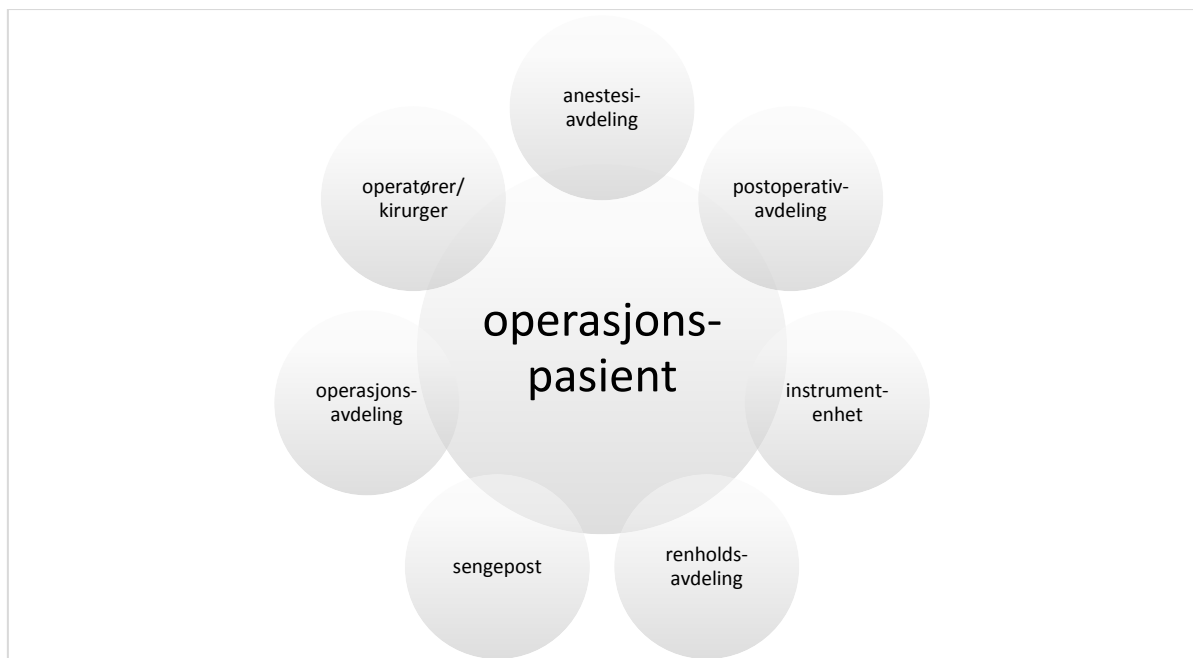 anestesi-
avdeling
operatører/
kirurger
postoperativ-
avdeling
operasjons-
pasient
operasjons-
avdeling
instrument-
enhet
sengepost
renholds-
avdeling